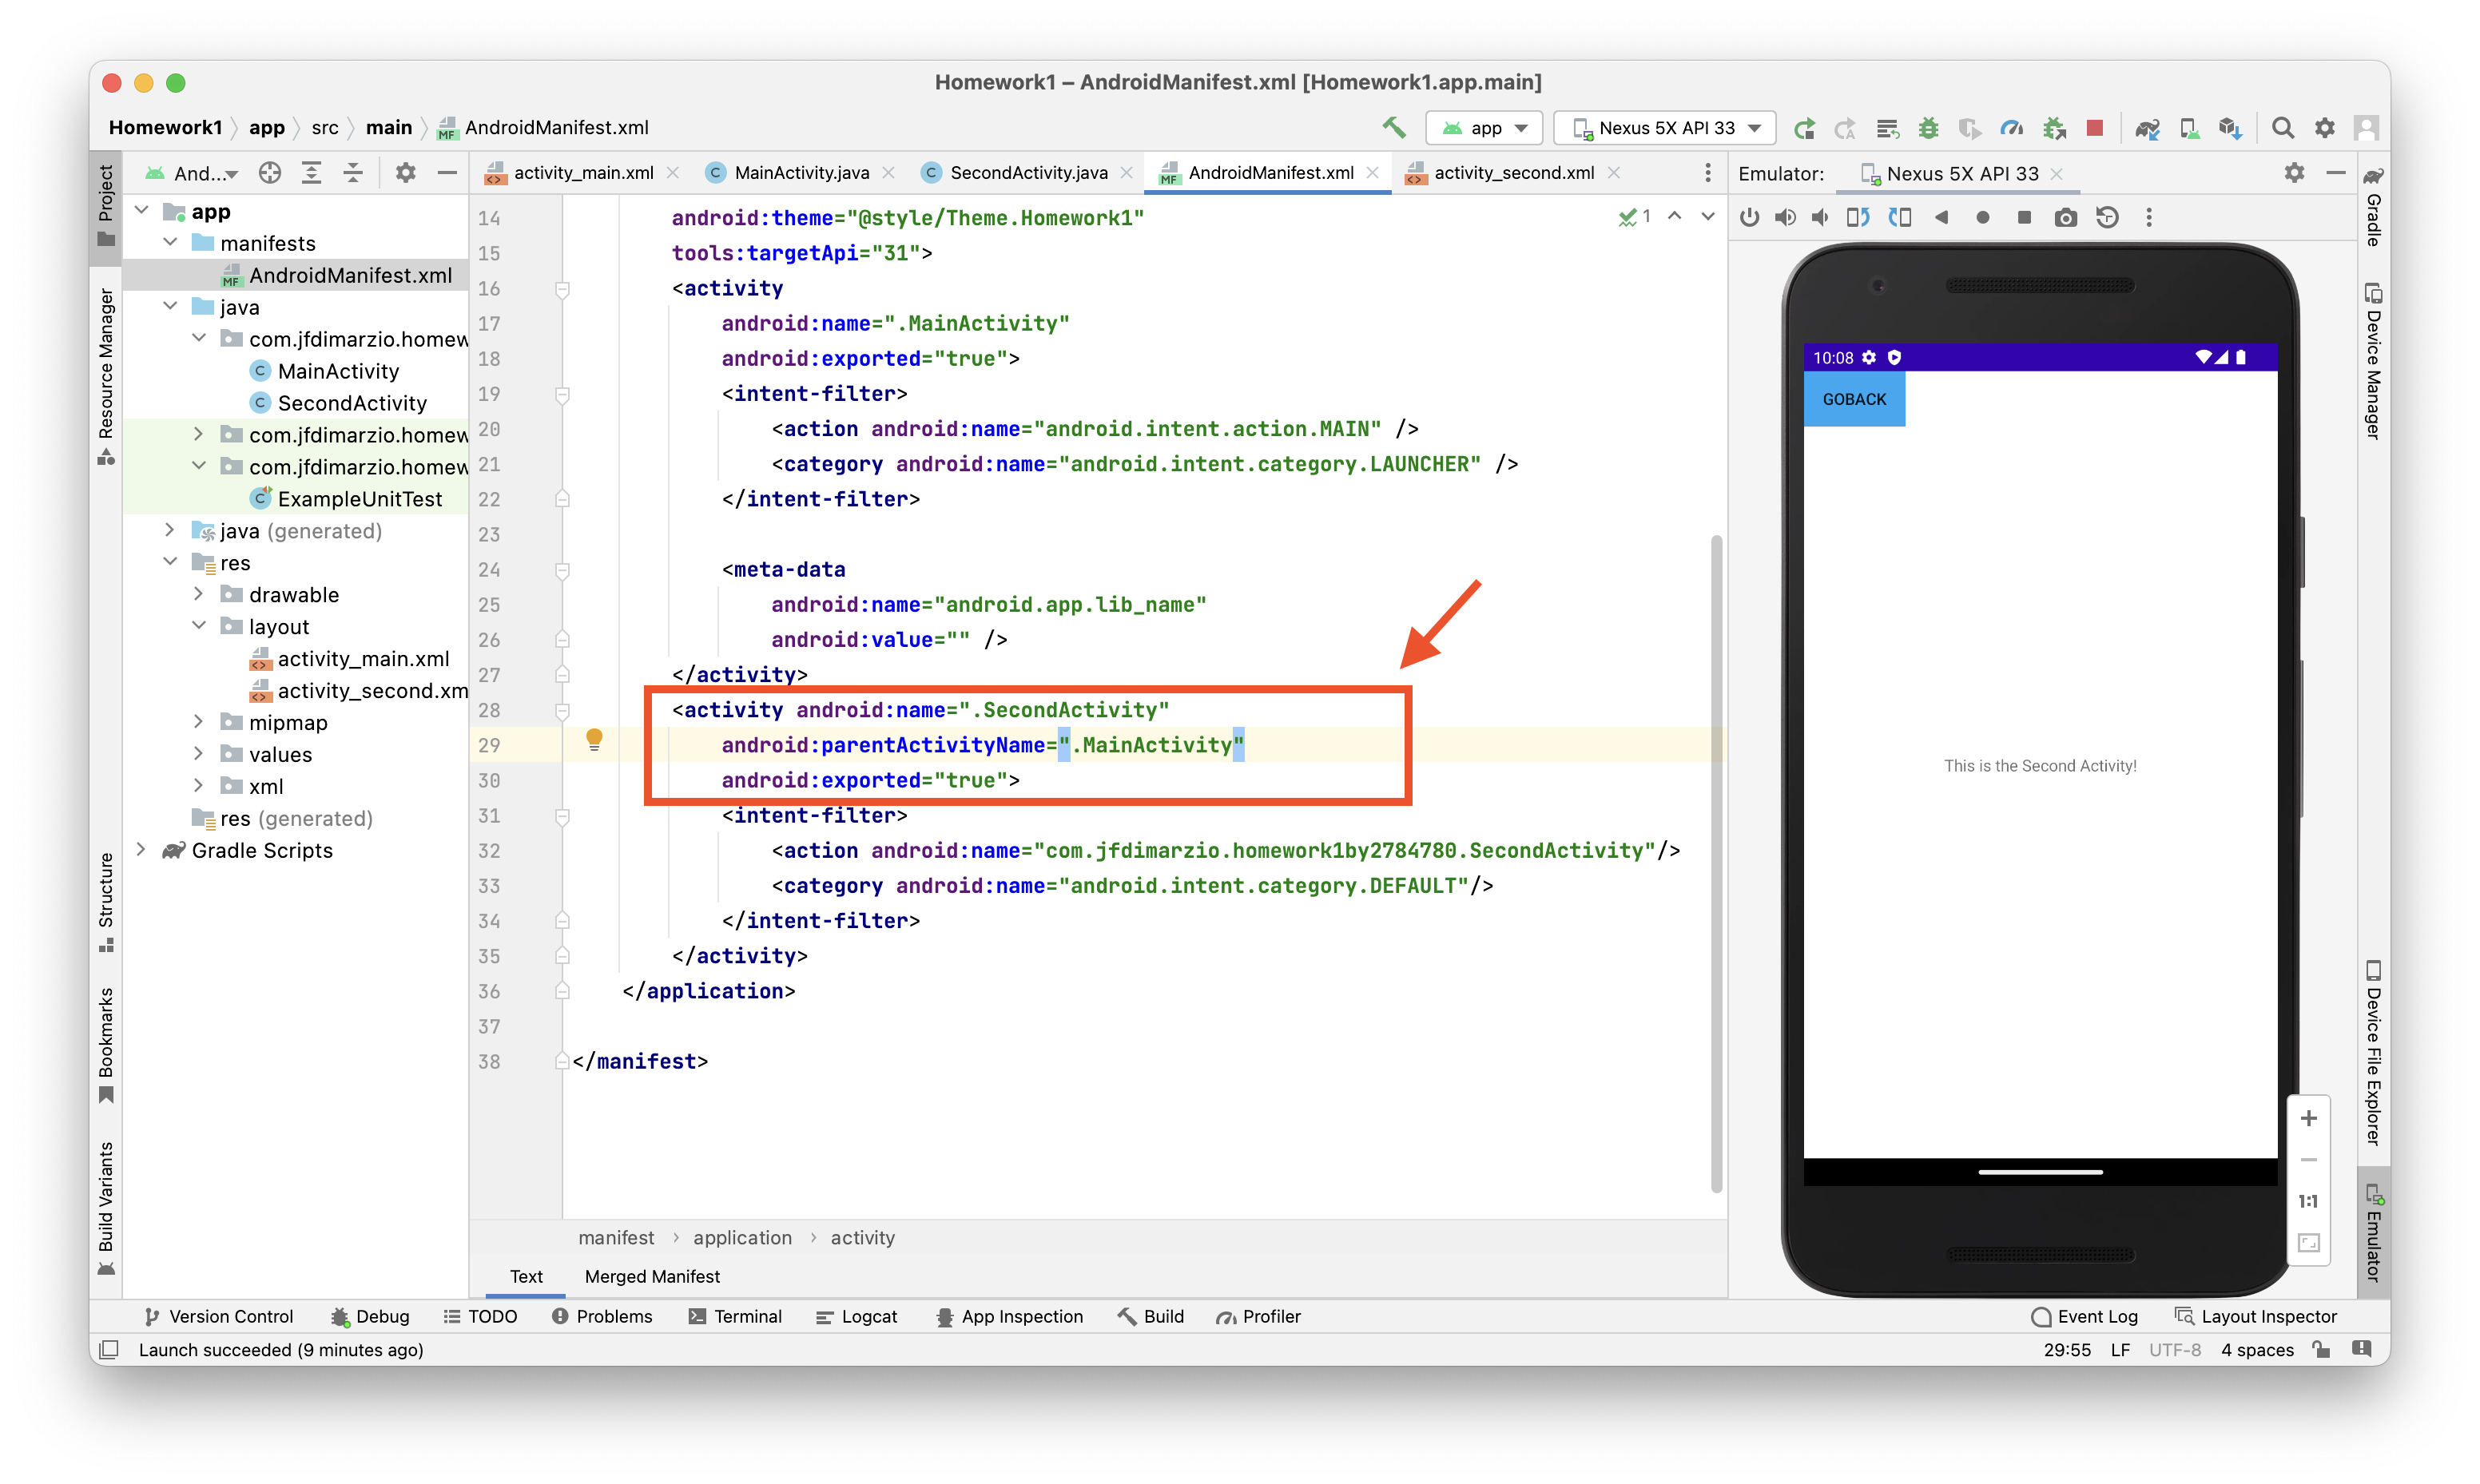 Homework1 – AndroidManifest.xml [Homework1.app.main]
Homework1 app src main AndroidManifest.xml
app Nexus 5X API 33
And...
activity_main.xml MainActivity.java SecondActivity.java AndroidManifest.xml activity_second.xml
Emulator: Nexus 5X API 33
Project
Resource Manager
Structure
Bookmarks
Build Variants
app
manifests
AndroidManifest.xml
java
com.jfdimarzio.homew
MainActivity
SecondActivity
com.jfdimarzio.homew
com.jfdimarzio.homew
ExampleUnitTest
java (generated)
res
drawable
layout
activity_main.xml
activity_second.xm
mipmap
values
xml
res (generated)
Gradle Scripts
1
14 android:theme="@style/Theme.Homework1"
15 tools:targetApi="31">
16 <activity
17 android:name=".MainActivity"
18 android:exported="true">
19 <intent-filter>
20 <action android:name="android.intent.action.MAIN" />
21 <category android:name="android.intent.category.LAUNCHER" />
22 </intent-filter>
23
24 <meta-data
25 android:name="android.app.lib_name"
26 android:value="" />
27 </activity>
28 <activity android:name=".SecondActivity"
29 android:parentActivityName=".MainActivity"
30 android:exported="true">
31 <intent-filter>
32 <action android:name="com.jfdimarzio.homework1by2784780.SecondActivity"/>
33 <category android:name="android.intent.category.DEFAULT"/>
34 </intent-filter>
35 </activity>
36 </application>
37
38 </manifest>
manifest › application › activity
Text Merged Manifest
10:08
GOBACK
This is the Second Activity!
1:1
Gradle
Device Manager
Device File Explorer
Emulator
Version Control Debug TODO Problems Terminal Logcat App Inspection Build Profiler Event Log Layout Inspector
Launch succeeded (9 minutes ago) 29:55 LF UTF-8 4 spaces